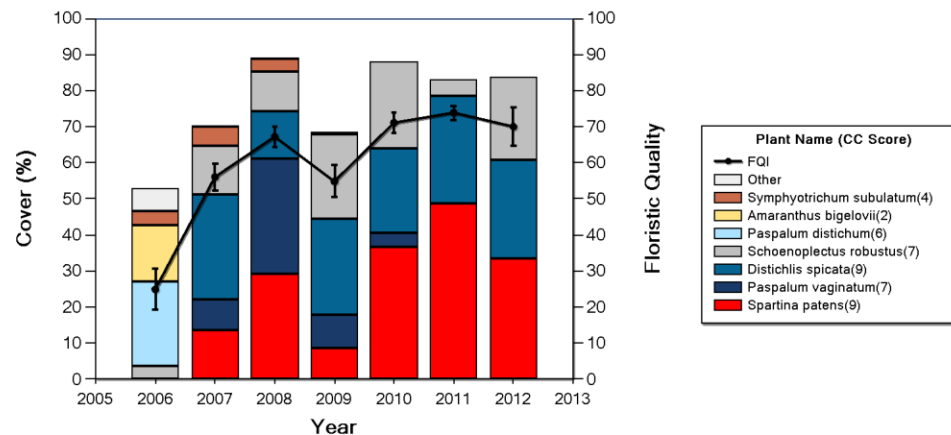 100
90
80
70
60
50
40
30
20
10
0
Cover (%)
100
90
80
70
60
50
40
30
20
10
0
Floristic Quality
2005 2006 2007 2008 2009 2010 2011 2012 2013
Year
Plant Name (CC Score)
FQI
Other
Symphyotrichum subulatum(4)
Amaranthus bigelovii(2)
Paspalum distichum(6)
Schoenoplectus robustus(7)
Distichlis spicata(9)
Paspalum vaginatum(7)
Spartina patens(9)